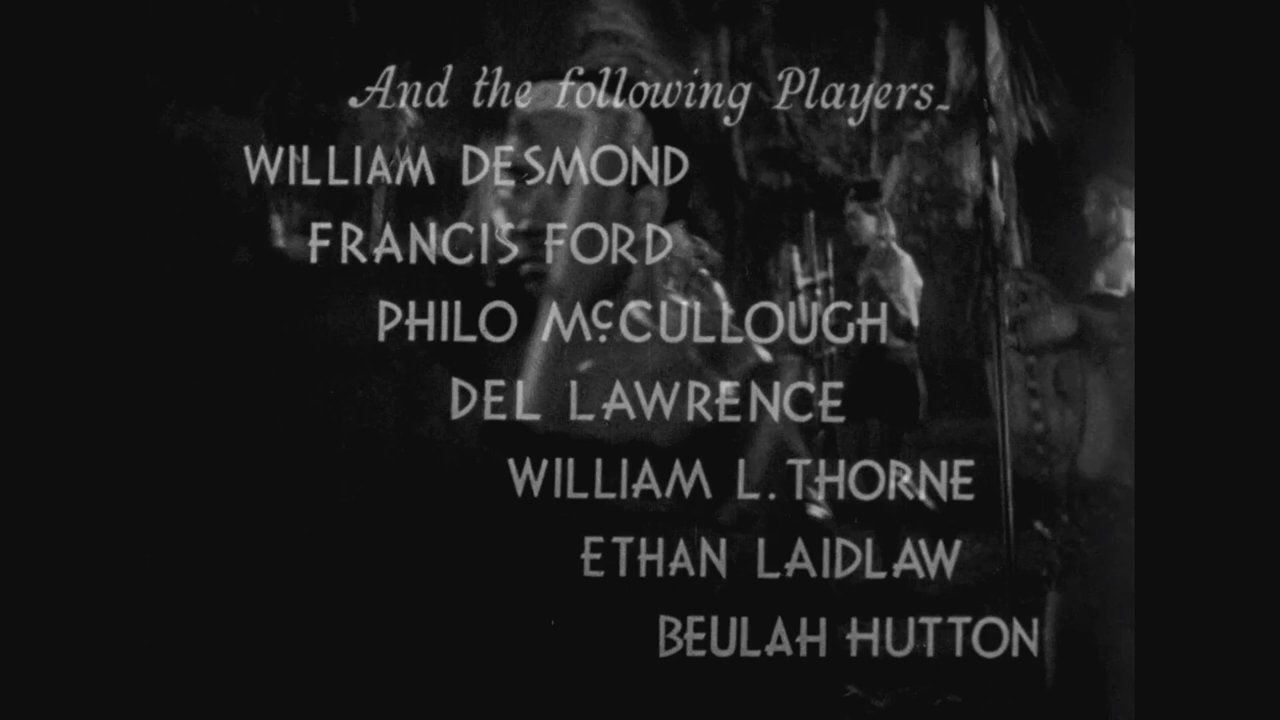 And the following Players-
WILLIAM DESMOND
FRANCIS FORD
PHILO McCULLOUGH
DEL LAWRENCE
WILLIAM L. THORNE
ETHAN LAIDLAW
BEULAH HUTTON